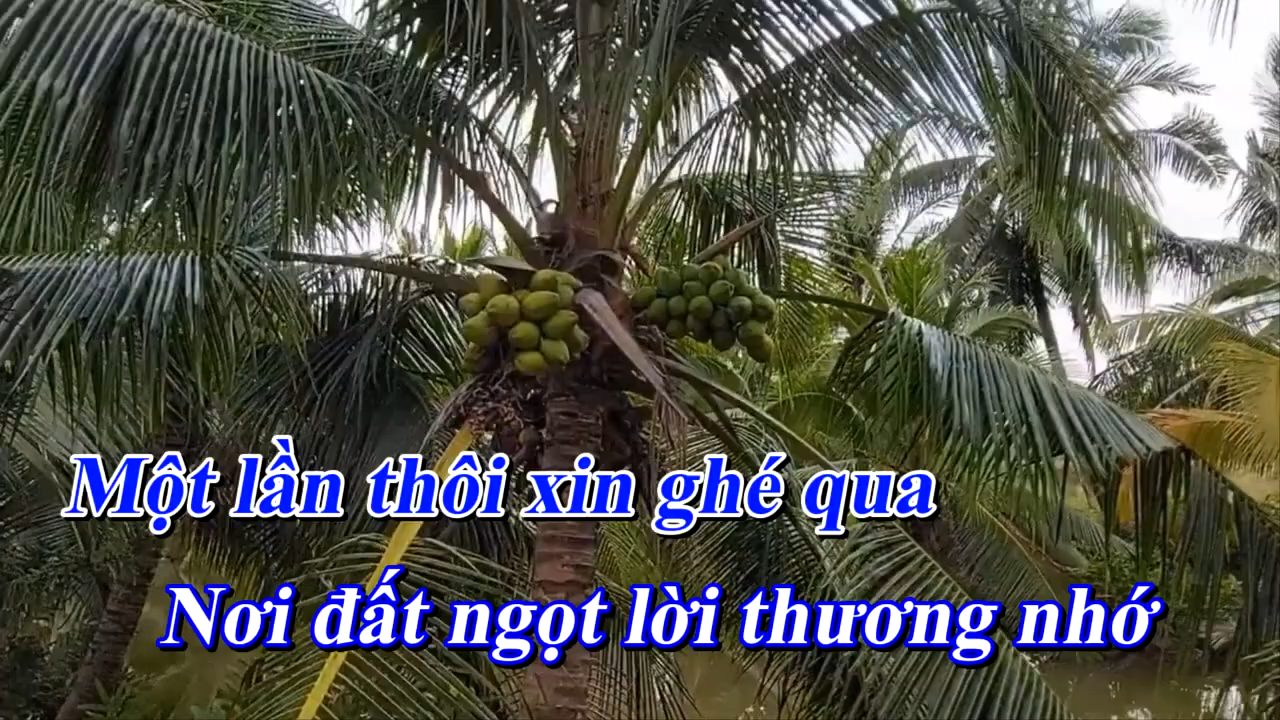 Một lần thôi xin ghé qua
Nơi đất ngọt lời thương nhớ